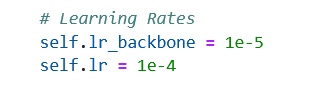 # Learning Rates
self.lr_backbone = 1e-5
self.lr = 1e-4